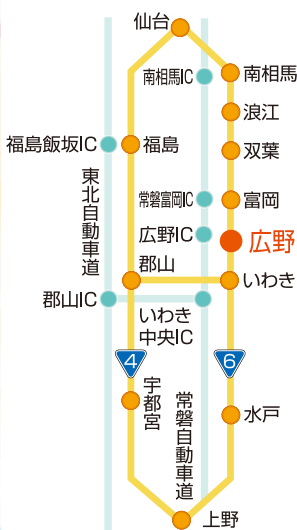 仙台
南相馬IC
南相馬
浪江
福島飯坂IC
福島
双葉
東北自動車道
常磐富岡IC
富岡
広野IC
広野
郡山
いわき
郡山IC
いわき
中央IC
4
6
宇都宮
常磐自動車道
水戸
上野